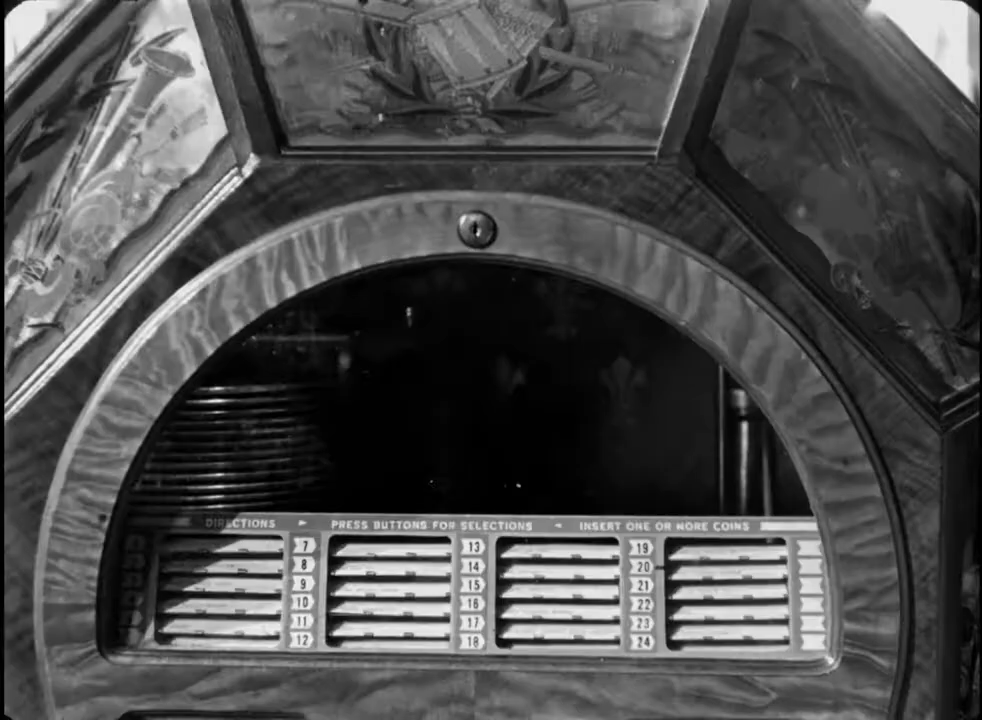 DIRECTIONS ► PRESS BUTTONS FOR SELECTIONS ◄ INSERT ONE OR MORE COINS
7 13 19
8 14 20
9 15 21
10 16 22
11 17 23
12 18 24